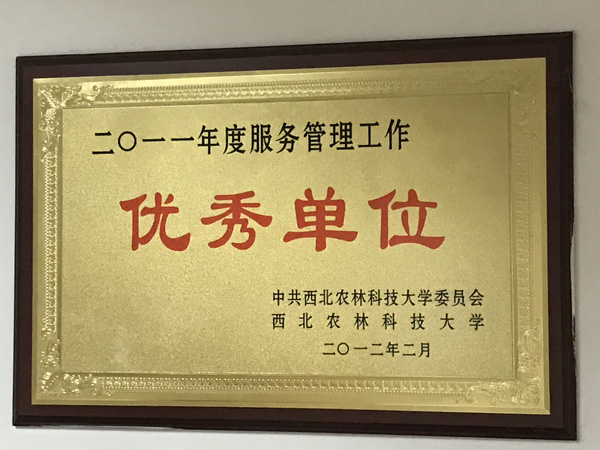 二〇一一年度服务管理工作
优秀单位
中共西北农林科技大学委员会
西北农林科技大学
二〇一二年二月